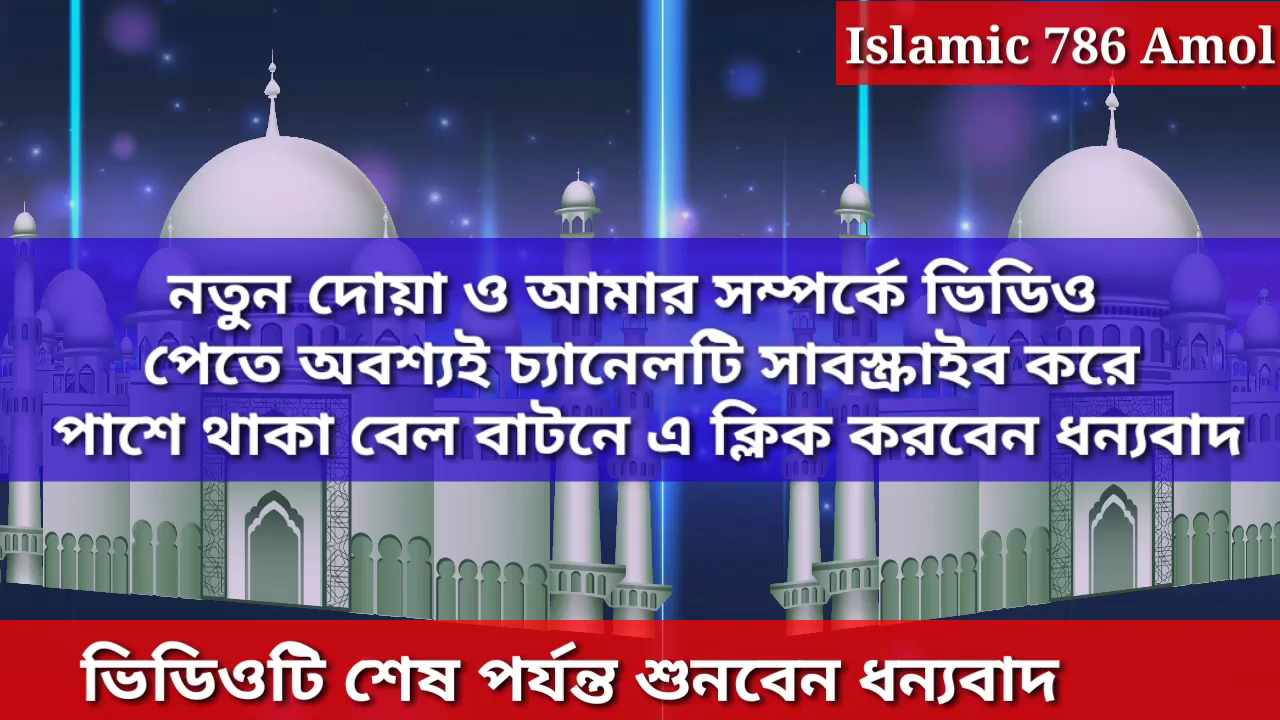 Islamic 786 Amol
নতুন দোয়া ও আমার সম্পর্কে ভিডিও
পেতে অবশ্যই চ্যানেলটি সাবস্ক্রাইব করে
পাশে থাকা বেল বাটনে এ ক্লিক করবেন ধন্যবাদ
ভিডিওটি শেষ পর্যন্ত শুনবেন ধন্যবাদ